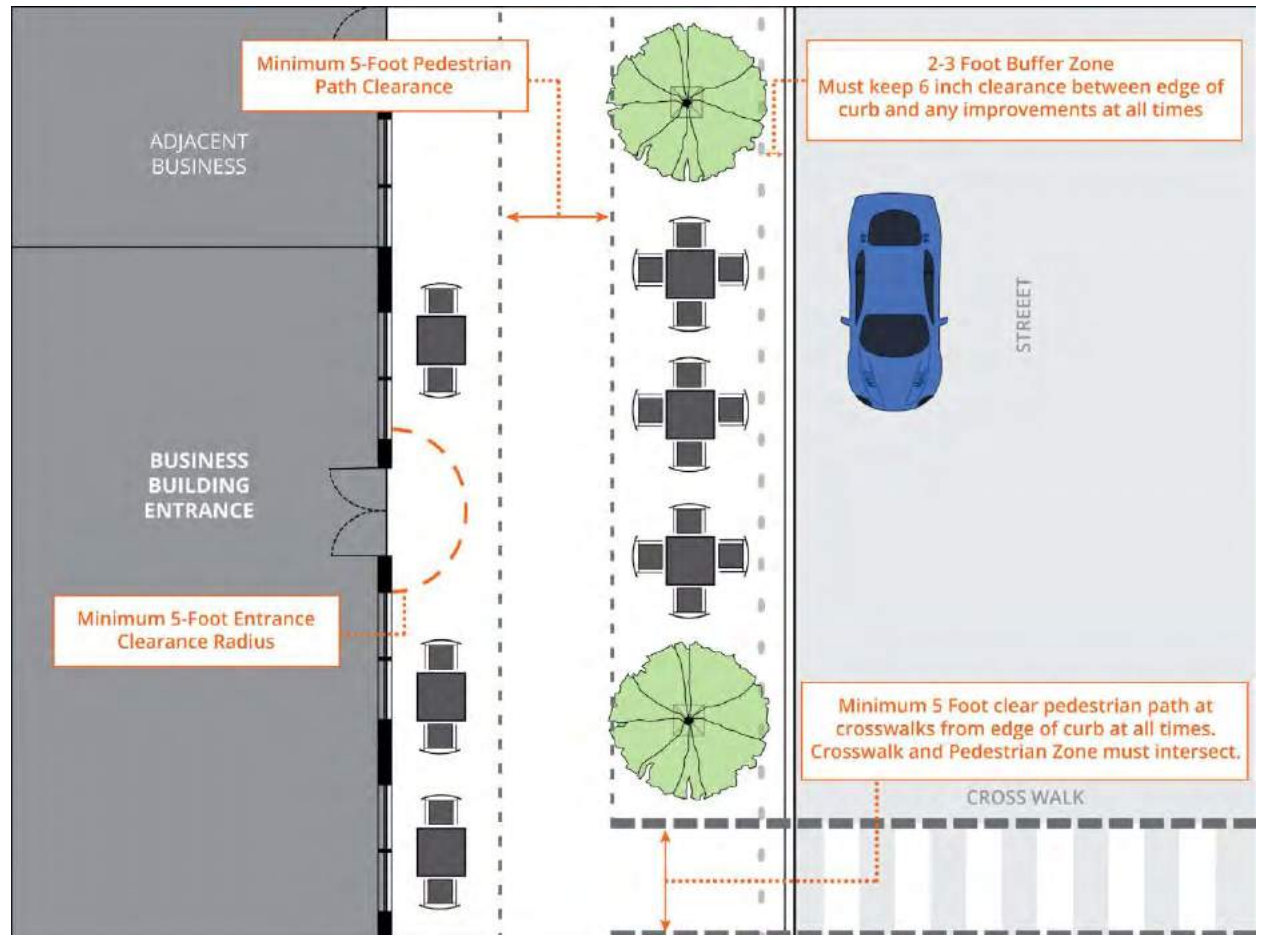 Minimum 5-Foot Pedestrian
Path Clearance
2-3 Foot Buffer Zone
Must keep 6 inch clearance between edge of
curb and any improvements at all times
ADJACENT
BUSINESS
STREEET
BUSINESS
BUILDING
ENTRANCE
Minimum 5-Foot Entrance
Clearance Radius
Minimum 5 Foot clear pedestrian path at
crosswalks from edge of curb at all times.
Crosswalk and Pedestrian Zone must intersect.
CROSS WALK